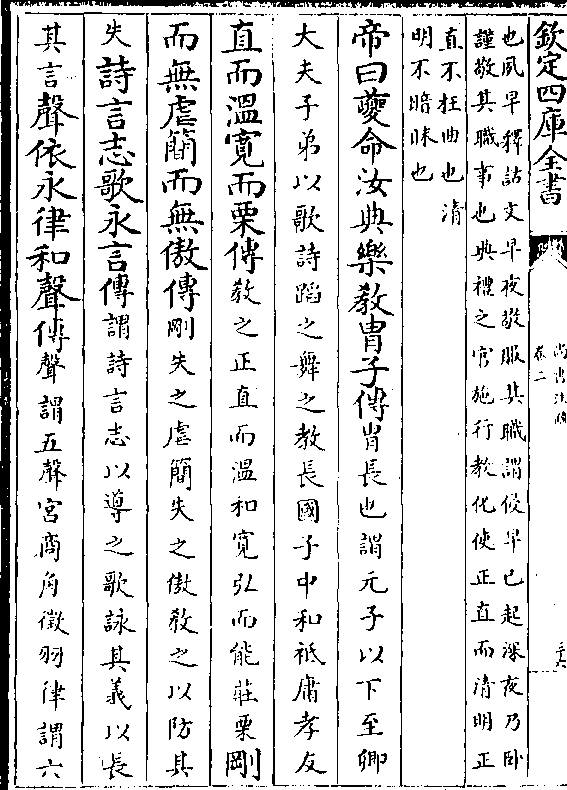 欽定四庫全書
尚書注疏
卷二
三六
也夙早釋詁文早夜敬服其職謂侵早已起深夜乃卧
謹敬其職事也典禮之官施行教化使正直而清明正
直不枉曲也清
明不暗昧也
帝曰夔命汝典樂教胄子傳胄長也謂元子以下至卿
大夫子弟以歌詩蹈之舞之教長國子中和祗庸孝友
直而溫寬而栗傳教之正直而溫和寬弘而能莊栗剛
而無虐簡而無傲傳剛失之虐簡失之傲教之以防其
失詩言志歌永言傳謂詩言志以導之歌詠其義以長
其言聲依永律和聲傳聲謂五聲宮商角徵羽律謂六